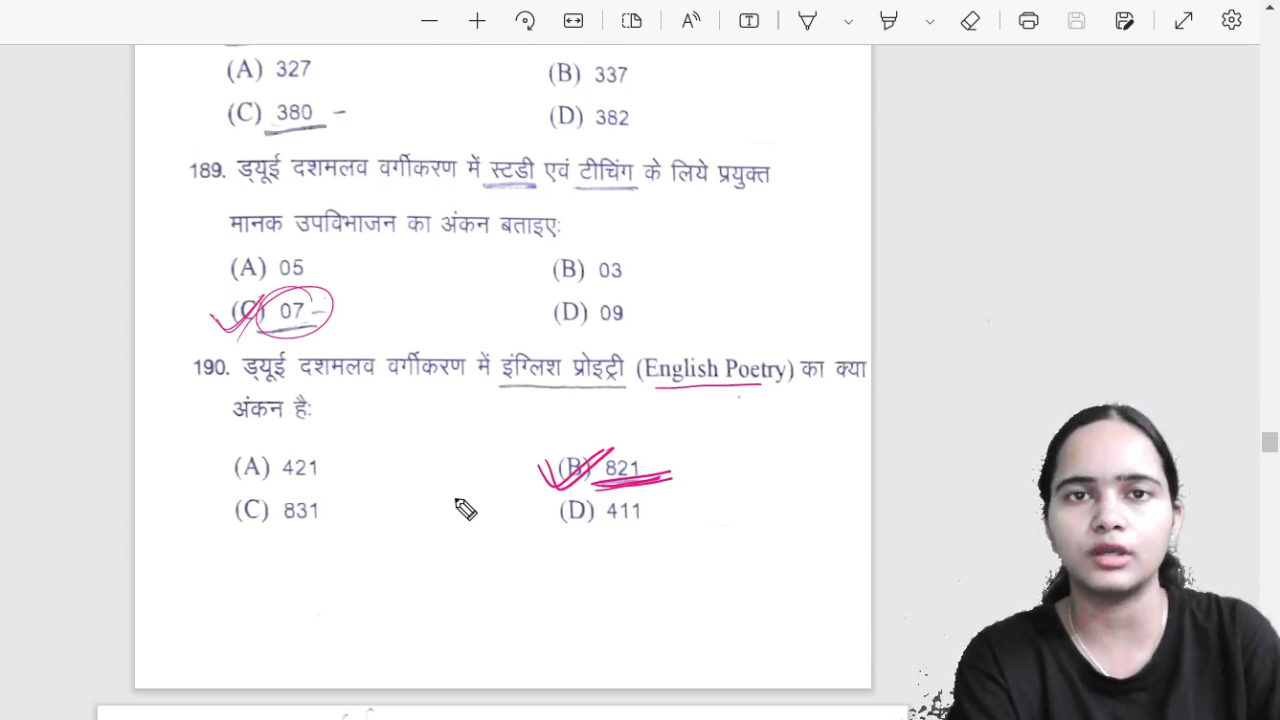 (A) 327 (B) 337
(C) 380 (D) 382
189. ड्यूई दशमलव वर्गीकरण में स्टडी एवं टीचिंग के लिये प्रयुक्त
मानक उपविभाजन का अंकन बताइएः
(A) 05 (B) 03
(C) 07 (D) 09
190. ड्यूई दशमलव वर्गीकरण में इंग्लिश प्रोइट्री (English Poetry) का क्या
अंकन हैः
(A) 421 (B) 821
(C) 831 (D) 411